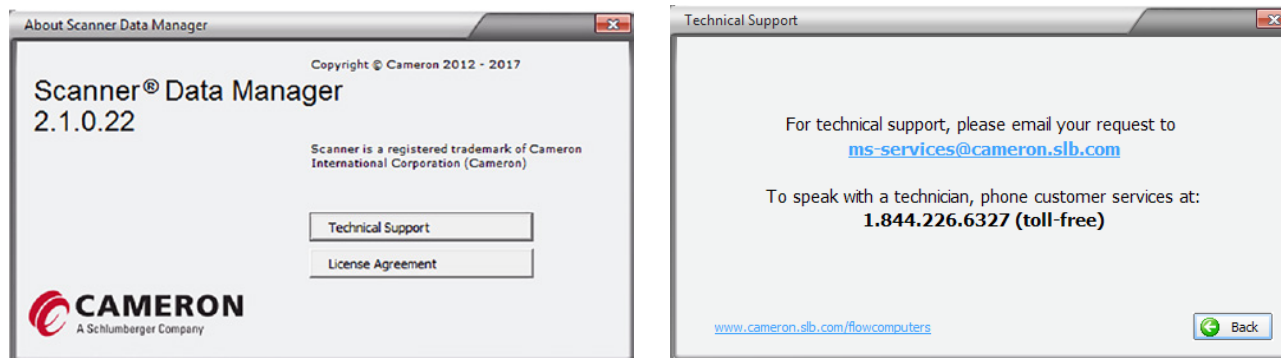 About Scanner Data Manager
Copyright © Cameron 2012 - 2017
Scanner® Data Manager
2.1.0.22
Scanner is a registered trademark of Cameron
International Corporation (Cameron)
Technical Support
License Agreement
CAMERON
A Schlumberger Company
Technical Support
For technical support, please email your request to
ms-services@cameron.slb.com
To speak with a technician, phone customer services at:
1.844.226.6327 (toll-free)
www.cameron.slb.com/flowcomputers
Back